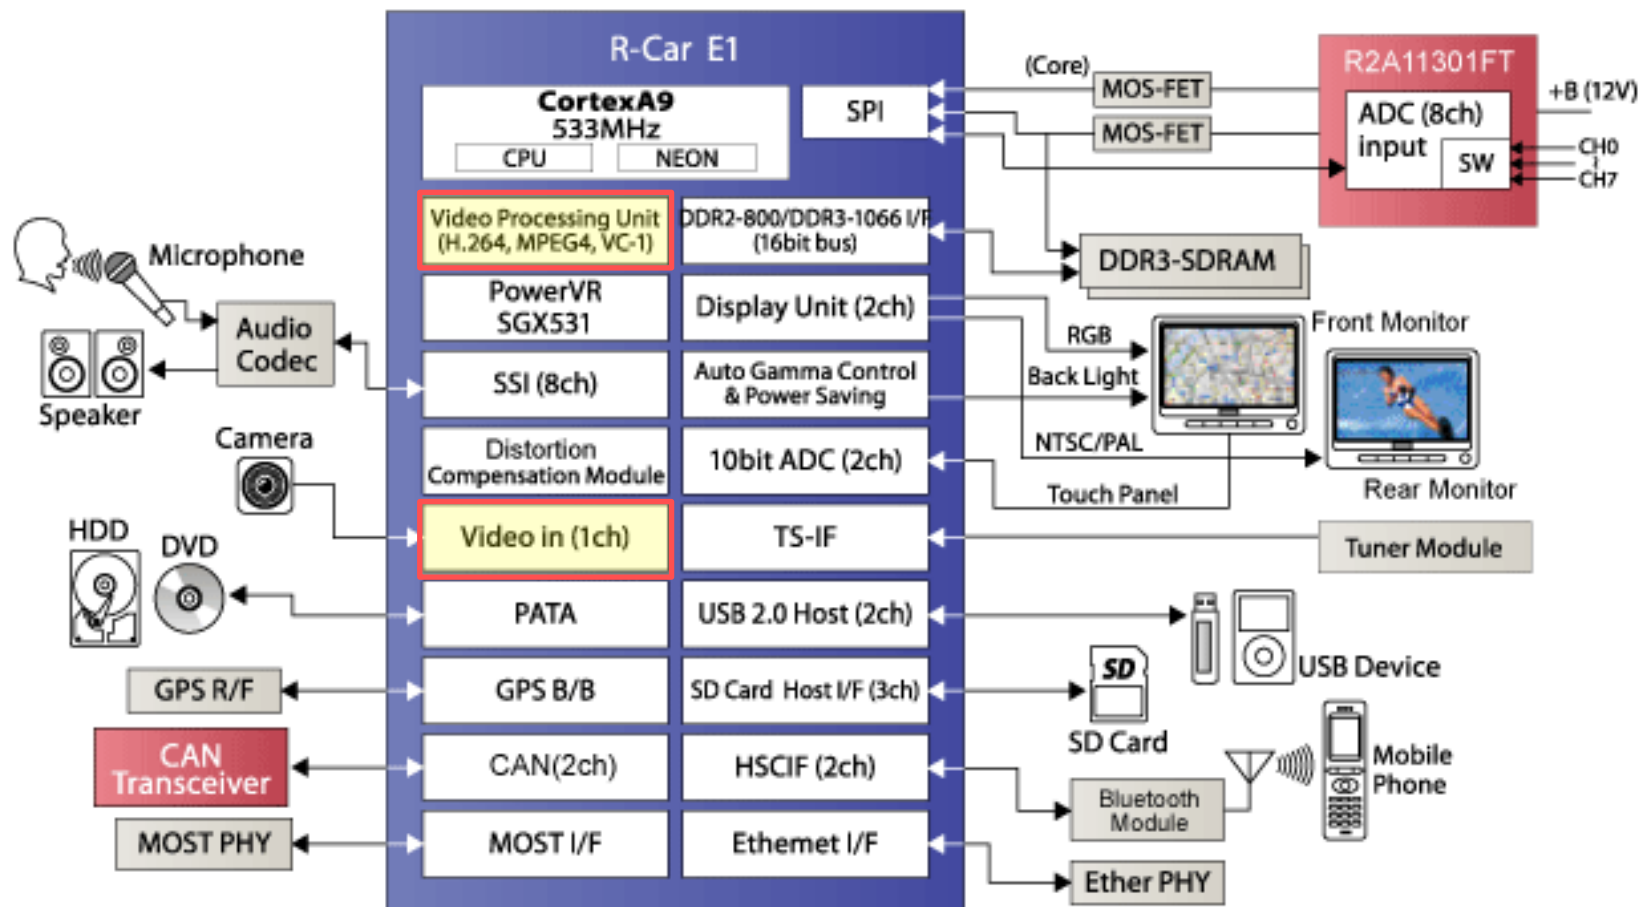 R-Car E1
CortexA9
533MHz
CPU
NEON
SPI
Video Processing Unit
(H.264, MPEG4, VC-1)
DDR2-800/DDR3-1066 I/F
(16bit bus)
PowerVR
SGX531
Display Unit (2ch)
SSI (8ch)
Auto Gamma Control
& Power Saving
Distortion
Compensation Module
10bit ADC (2ch)
Video in (1ch)
TS-IF
PATA
USB 2.0 Host (2ch)
GPS B/B
SD Card Host I/F (3ch)
CAN(2ch)
HSCIF (2ch)
MOST I/F
Ethemet I/F
Microphone
Audio
Codec
Speaker
Camera
HDD
DVD
GPS R/F
CAN
Transceiver
MOST PHY
(Core)
MOS-FET
MOS-FET
R2A11301FT
ADC (8ch)
input
SW
+B (12V)
CH0
~
CH7
DDR3-SDRAM
RGB
Front Monitor
Back Light
NTSC/PAL
Touch Panel
Rear Monitor
Tuner Module
USB Device
SD
SD Card
Mobile
Phone
Bluetooth
Module
Ether PHY